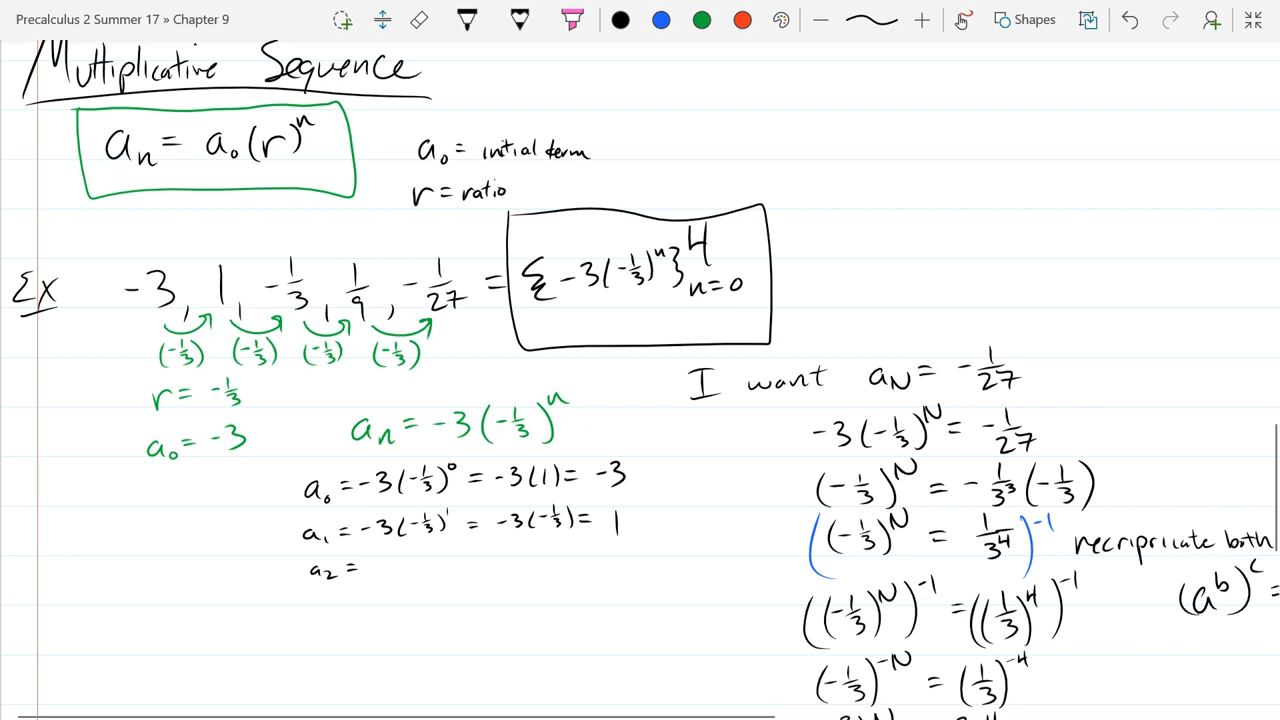 Precalculus 2 Summer 17 » Chapter 9
Shapes
Multiplicative Sequence
aₙ = a₀(r)ⁿ
a₀ = initial term
r = ratio
Ex -3, 1, -1/3, 1/9, -1/27 = {-3(-1/3)ⁿ}⁴ₙ₌₀
(-1/3) (-1/3) (-1/3) (-1/3)
r = -1/3
a₀ = -3
aₙ = -3(-1/3)ⁿ
a₀ = -3(-1/3)⁰ = -3(1) = -3
a₁ = -3(-1/3)¹ = -3(-1/3) = 1
a₂ =
I want a_N = -1/27
-3(-1/3)^N = -1/27
(-1/3)^N = -1/3³(-1/3)
((-1/3)^N = 1/3⁴)⁻¹ recripricate both
((-1/3)^N)⁻¹ = ((1/3)⁴)⁻¹
(a^b)^c =
(-1/3)^-N = (1/3)⁻⁴